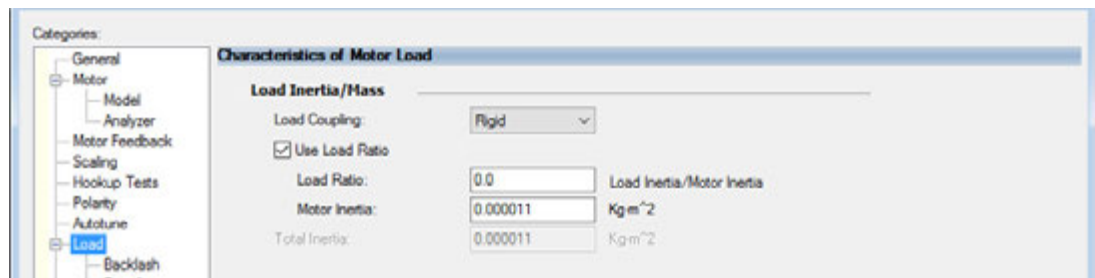 Categories:
General
Motor
Model
Analyzer
Motor Feedback
Scaling
Hookup Tests
Polarity
Autotune
Load
Backlash
Characteristics of Motor Load
Load Inertia/Mass
Load Coupling: Rigid
Use Load Ratio
Load Ratio: 0.0 Load Inertia/Motor Inertia
Motor Inertia: 0.000011 Kg·m^2
Total Inertia: 0.000011 Kg·m^2